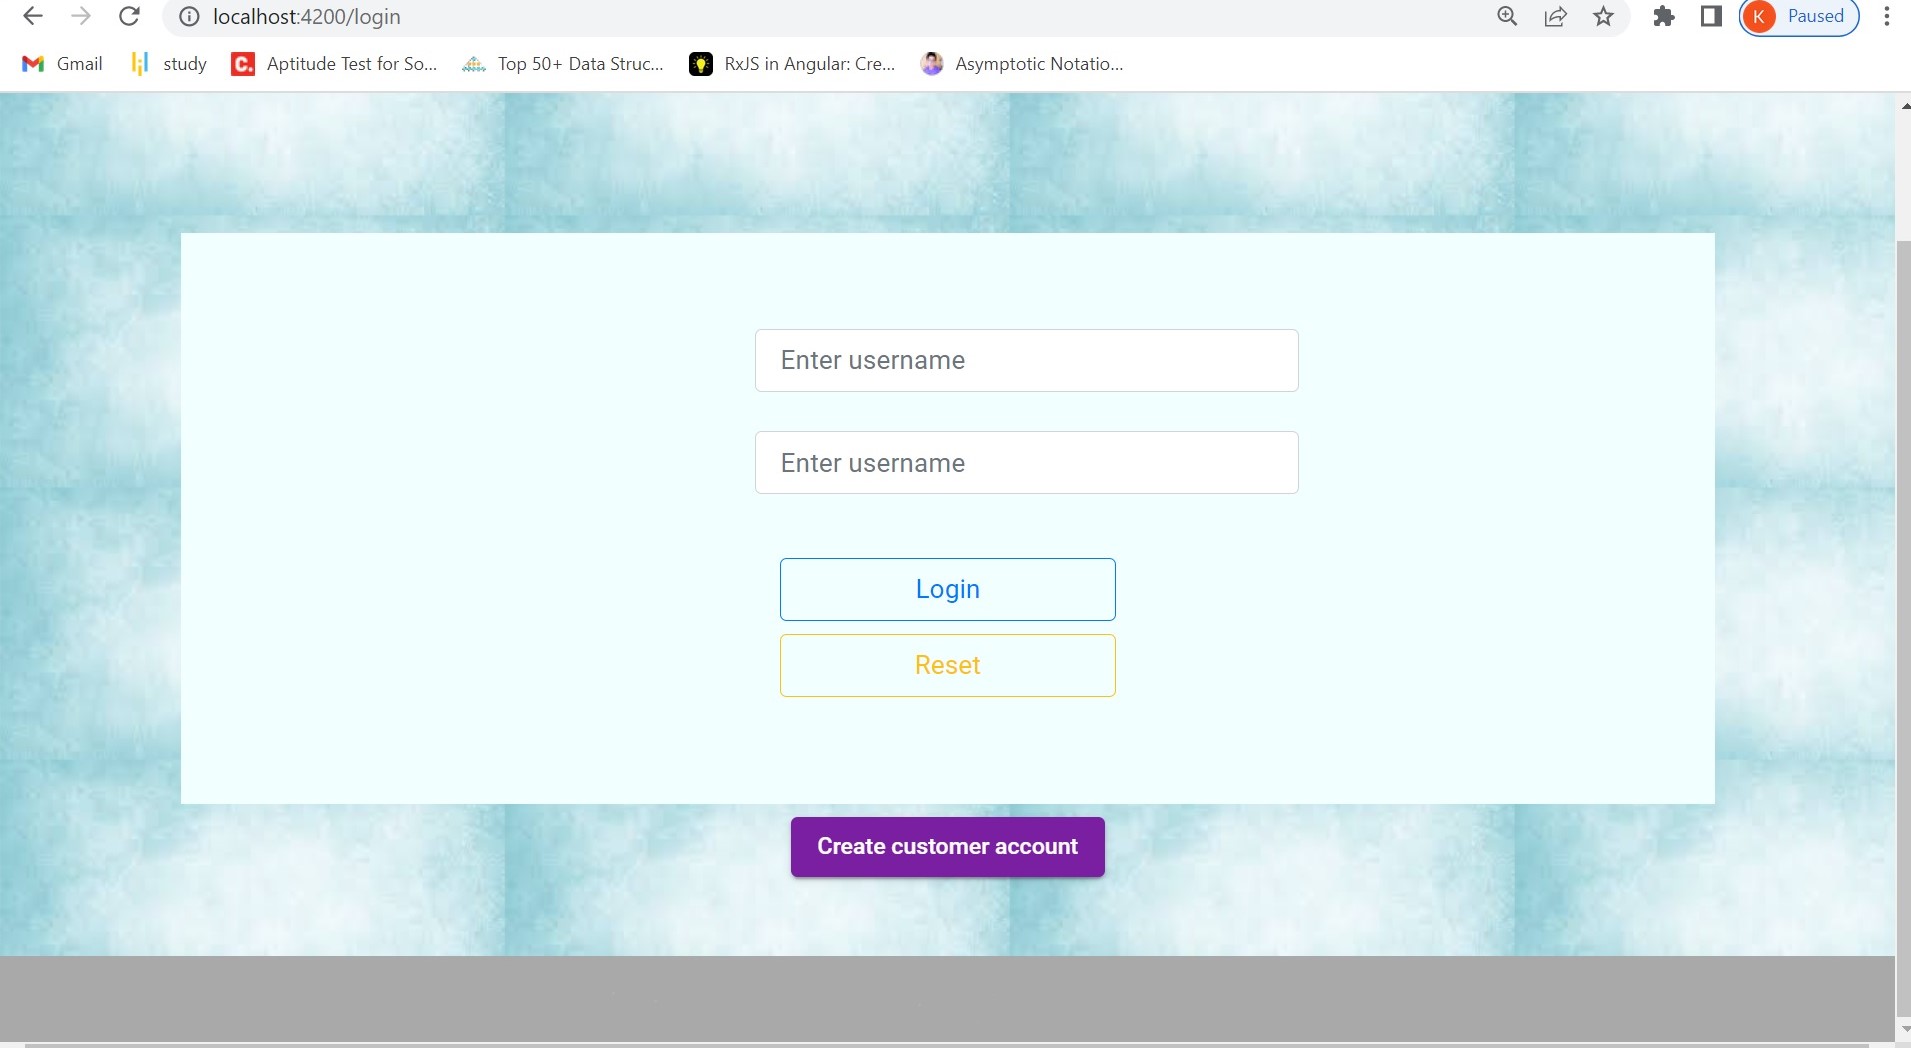 localhost:4200/login
K Paused
Gmail study C. Aptitude Test for So... Top 50+ Data Struc... RxJS in Angular: Cre... Asymptotic Notatio...
Enter username
Enter username
Login
Reset
Create customer account